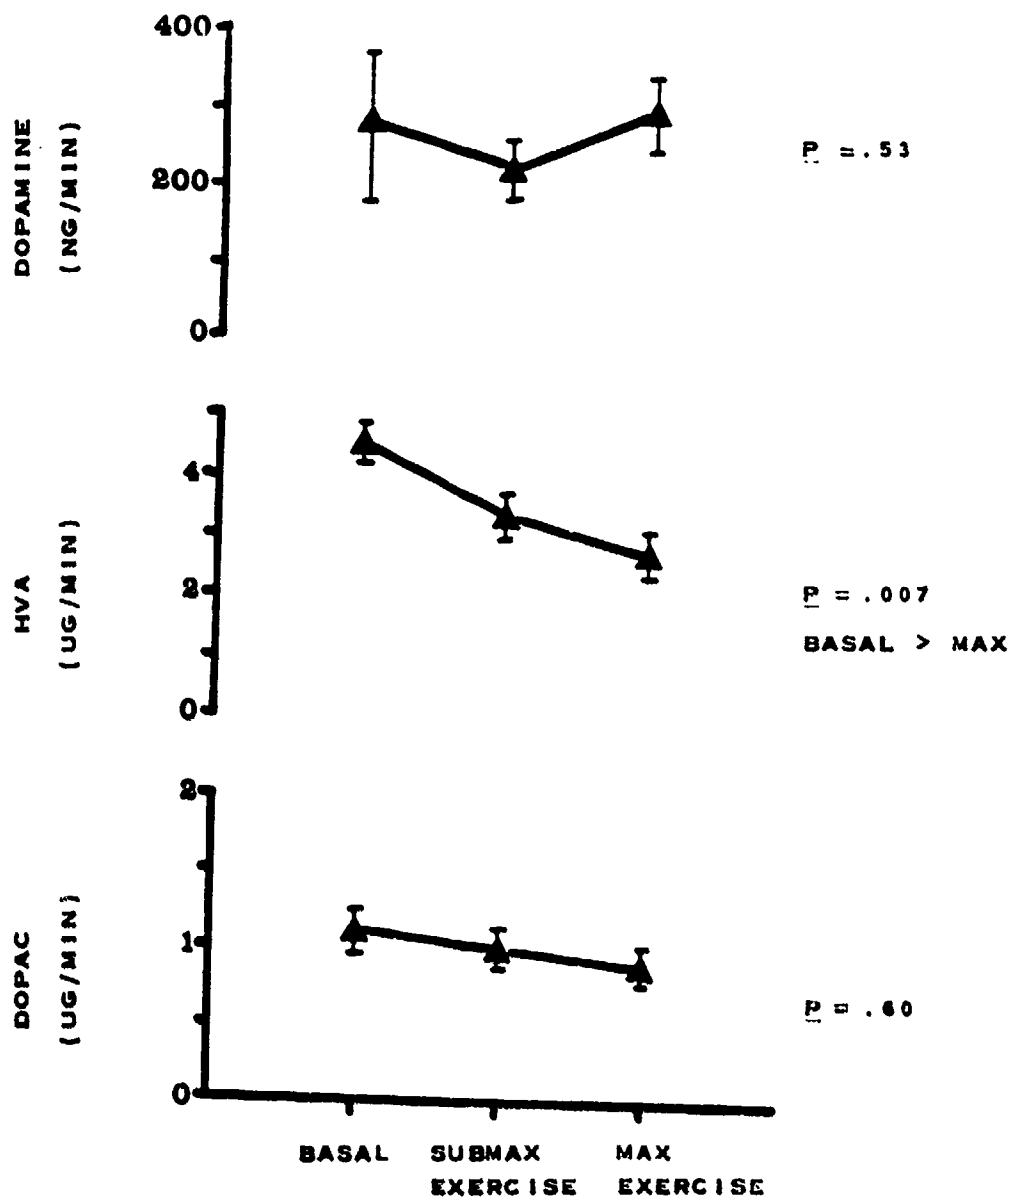 DOPAMINE
(NG/MIN)
400
200
0
P = .53
HVA
(UG/MIN)
4
2
0
P = .007
BASAL > MAX
DOPAC
(UG/MIN)
2
1
0
P = .60
BASAL SUBMAX MAX
EXERCISE EXERCISE